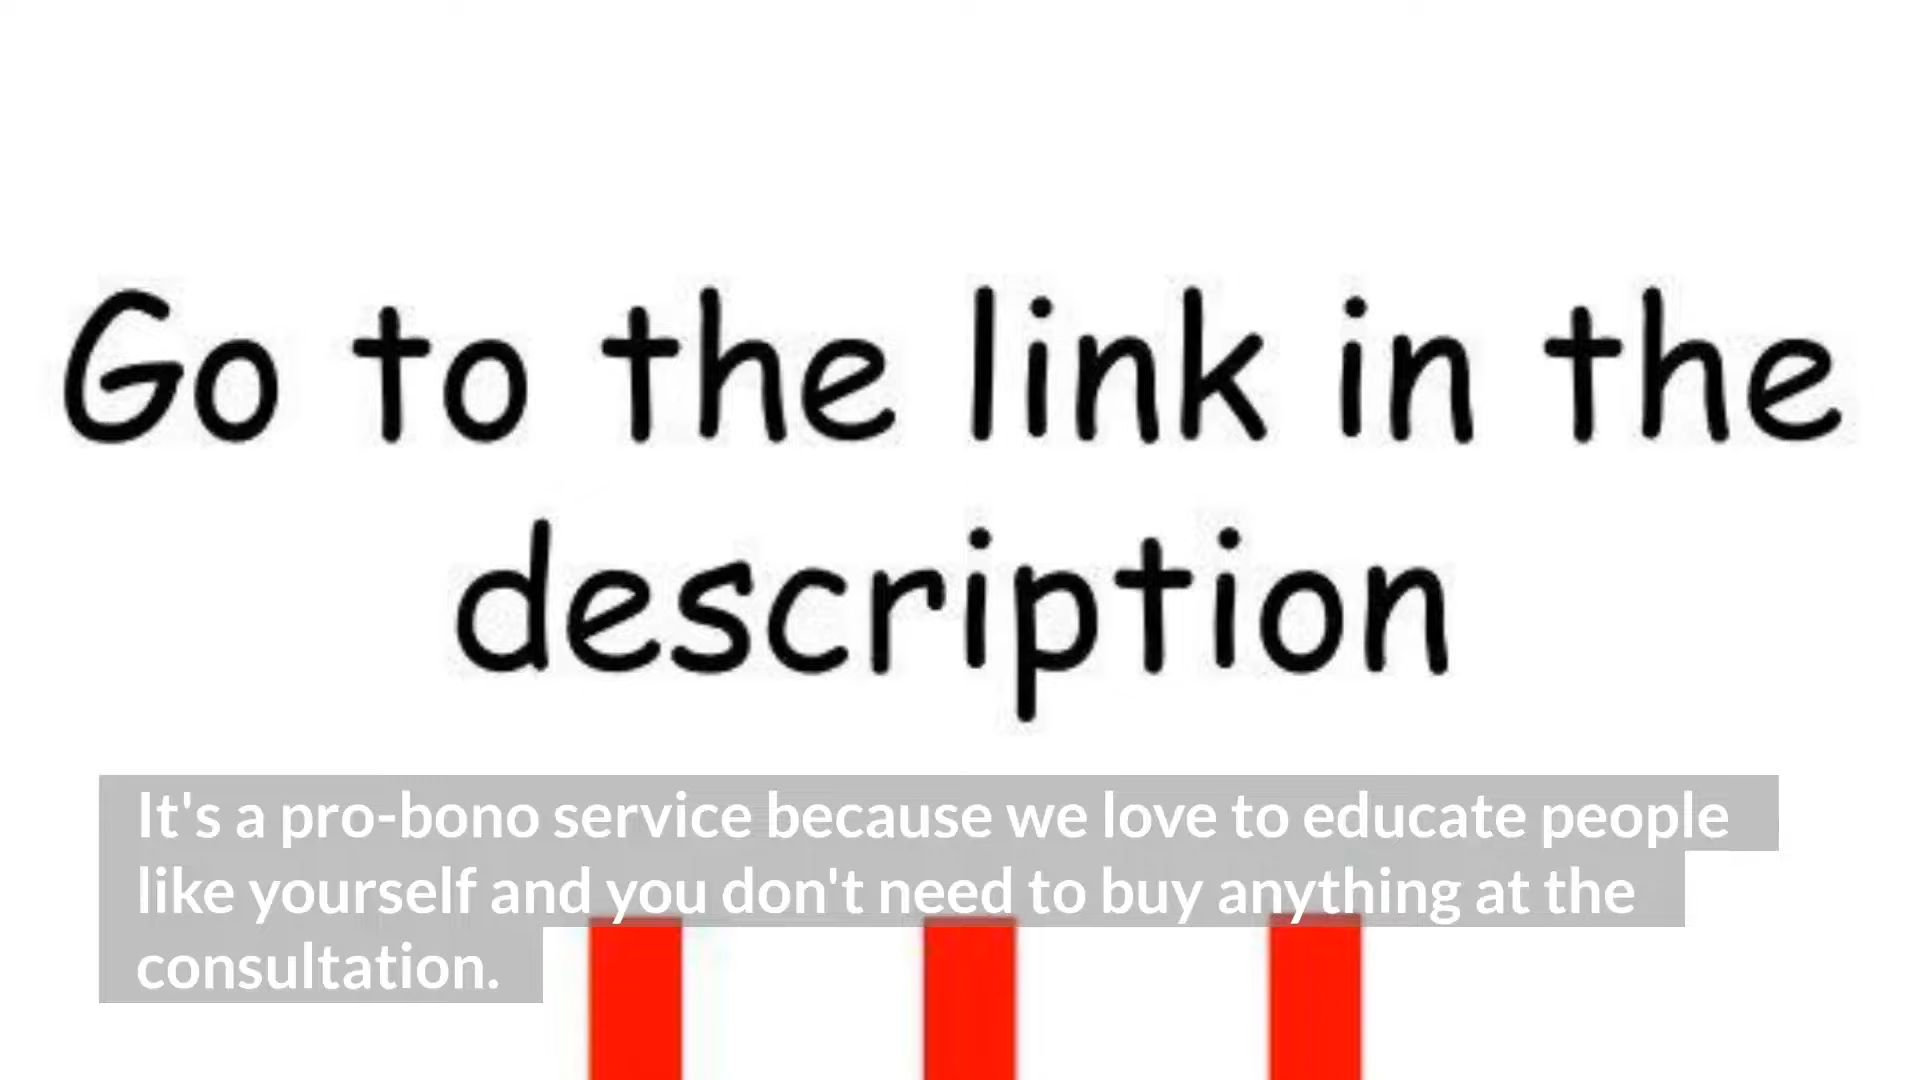 Go to the link in the
description
It's a pro-bono service because we love to educate people
like yourself and you don't need to buy anything at the
consultation.